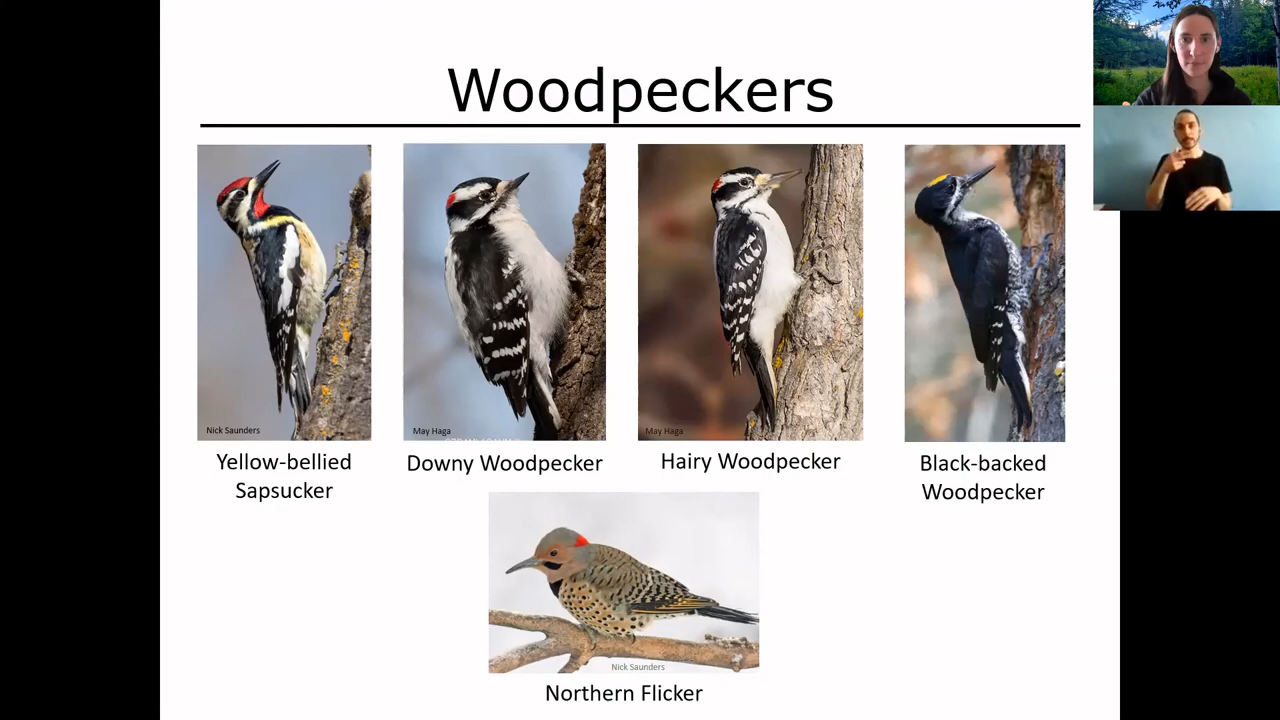 Woodpeckers
Nick Saunders
May Haga
May Haga
Yellow-bellied
Sapsucker
Downy Woodpecker
Hairy Woodpecker
Black-backed
Woodpecker
Nick Saunders
Northern Flicker